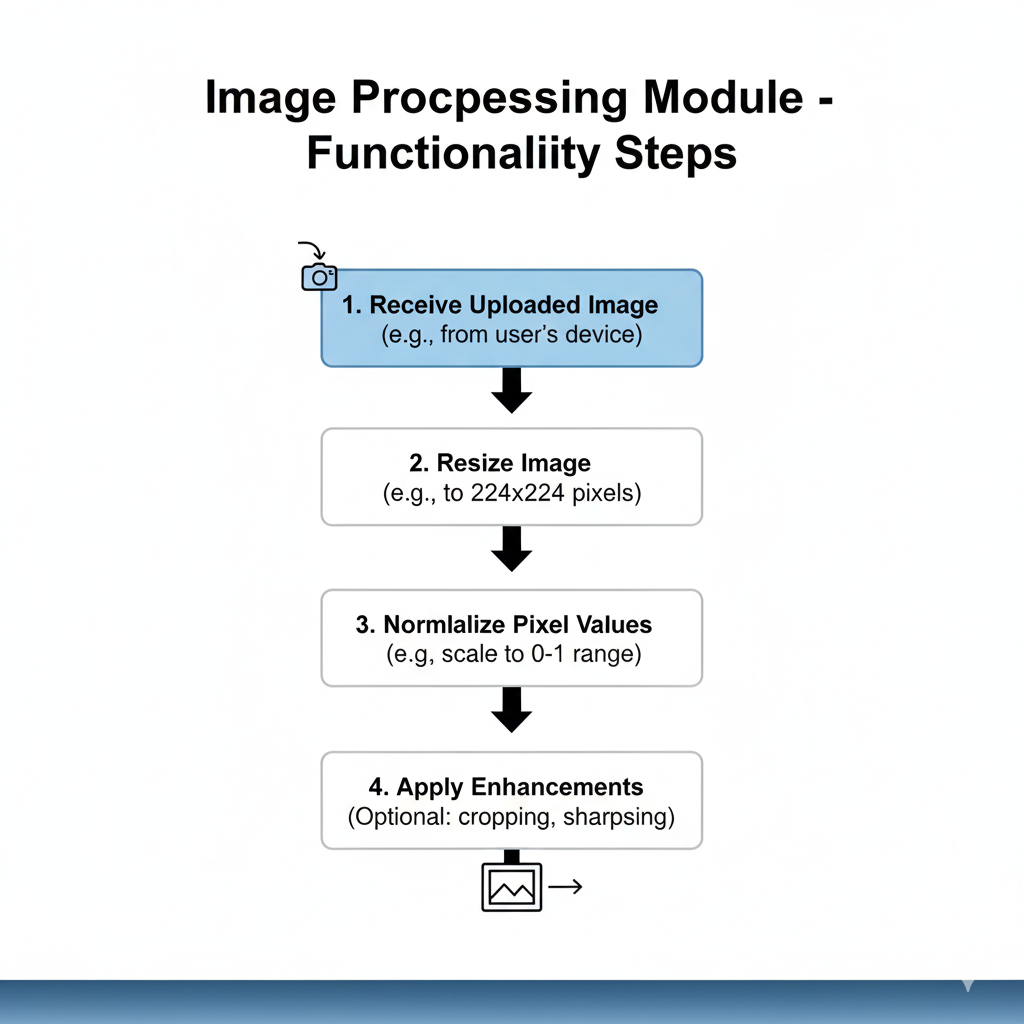 Image Procpessing Module -
Functionaliity Steps
1. Receive Uploaded Image
(e.g., from user's device)
2. Resize Image
(e.g., to 224x224 pixels)
3. Normlalize Pixel Values
(e.g, scale to 0-1 range)
4. Apply Enhancements
(Optional: cropping, sharpsing)